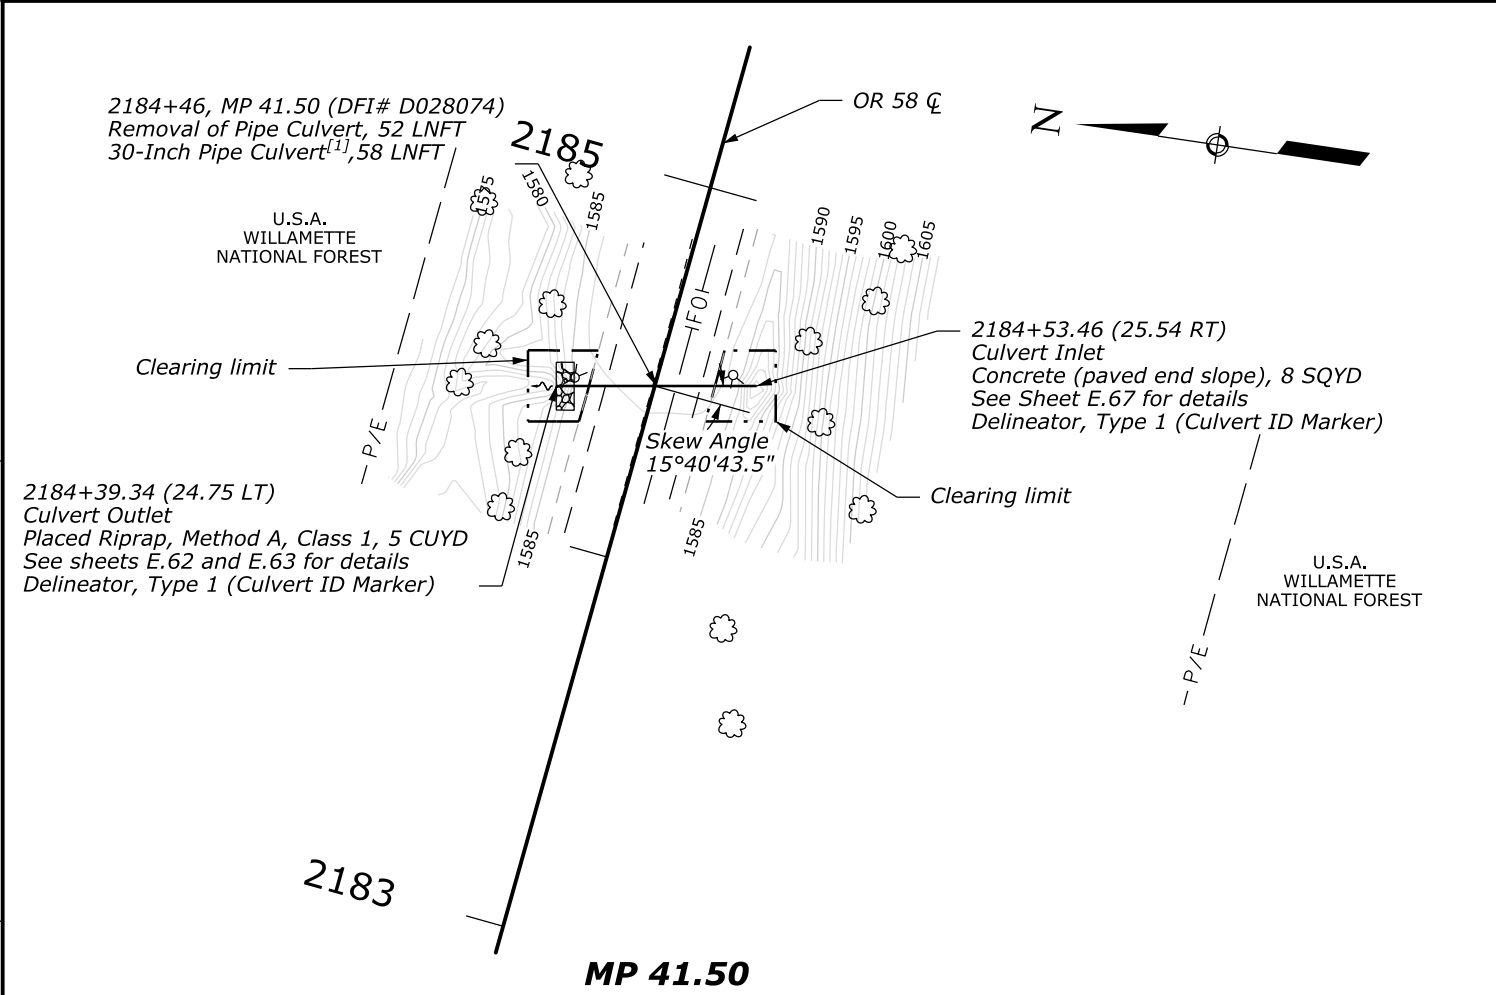 2184+46, MP 41.50 (DFI# D028074)
Removal of Pipe Culvert, 52 LNFT
30-Inch Pipe Culvert[1],58 LNFT
2185
OR 58 ℄
N
U.S.A.
WILLAMETTE
NATIONAL FOREST
1575
1580
1585
1590
1595
1600
1605
FO
Clearing limit
2184+53.46 (25.54 RT)
Culvert Inlet
Concrete (paved end slope), 8 SQYD
See Sheet E.67 for details
Delineator, Type 1 (Culvert ID Marker)
P/E
Skew Angle
15°40'43.5"
Clearing limit
2184+39.34 (24.75 LT)
Culvert Outlet
Placed Riprap, Method A, Class 1, 5 CUYD
See sheets E.62 and E.63 for details
Delineator, Type 1 (Culvert ID Marker)
1585
1585
U.S.A.
WILLAMETTE
NATIONAL FOREST
P/E
2183
MP 41.50